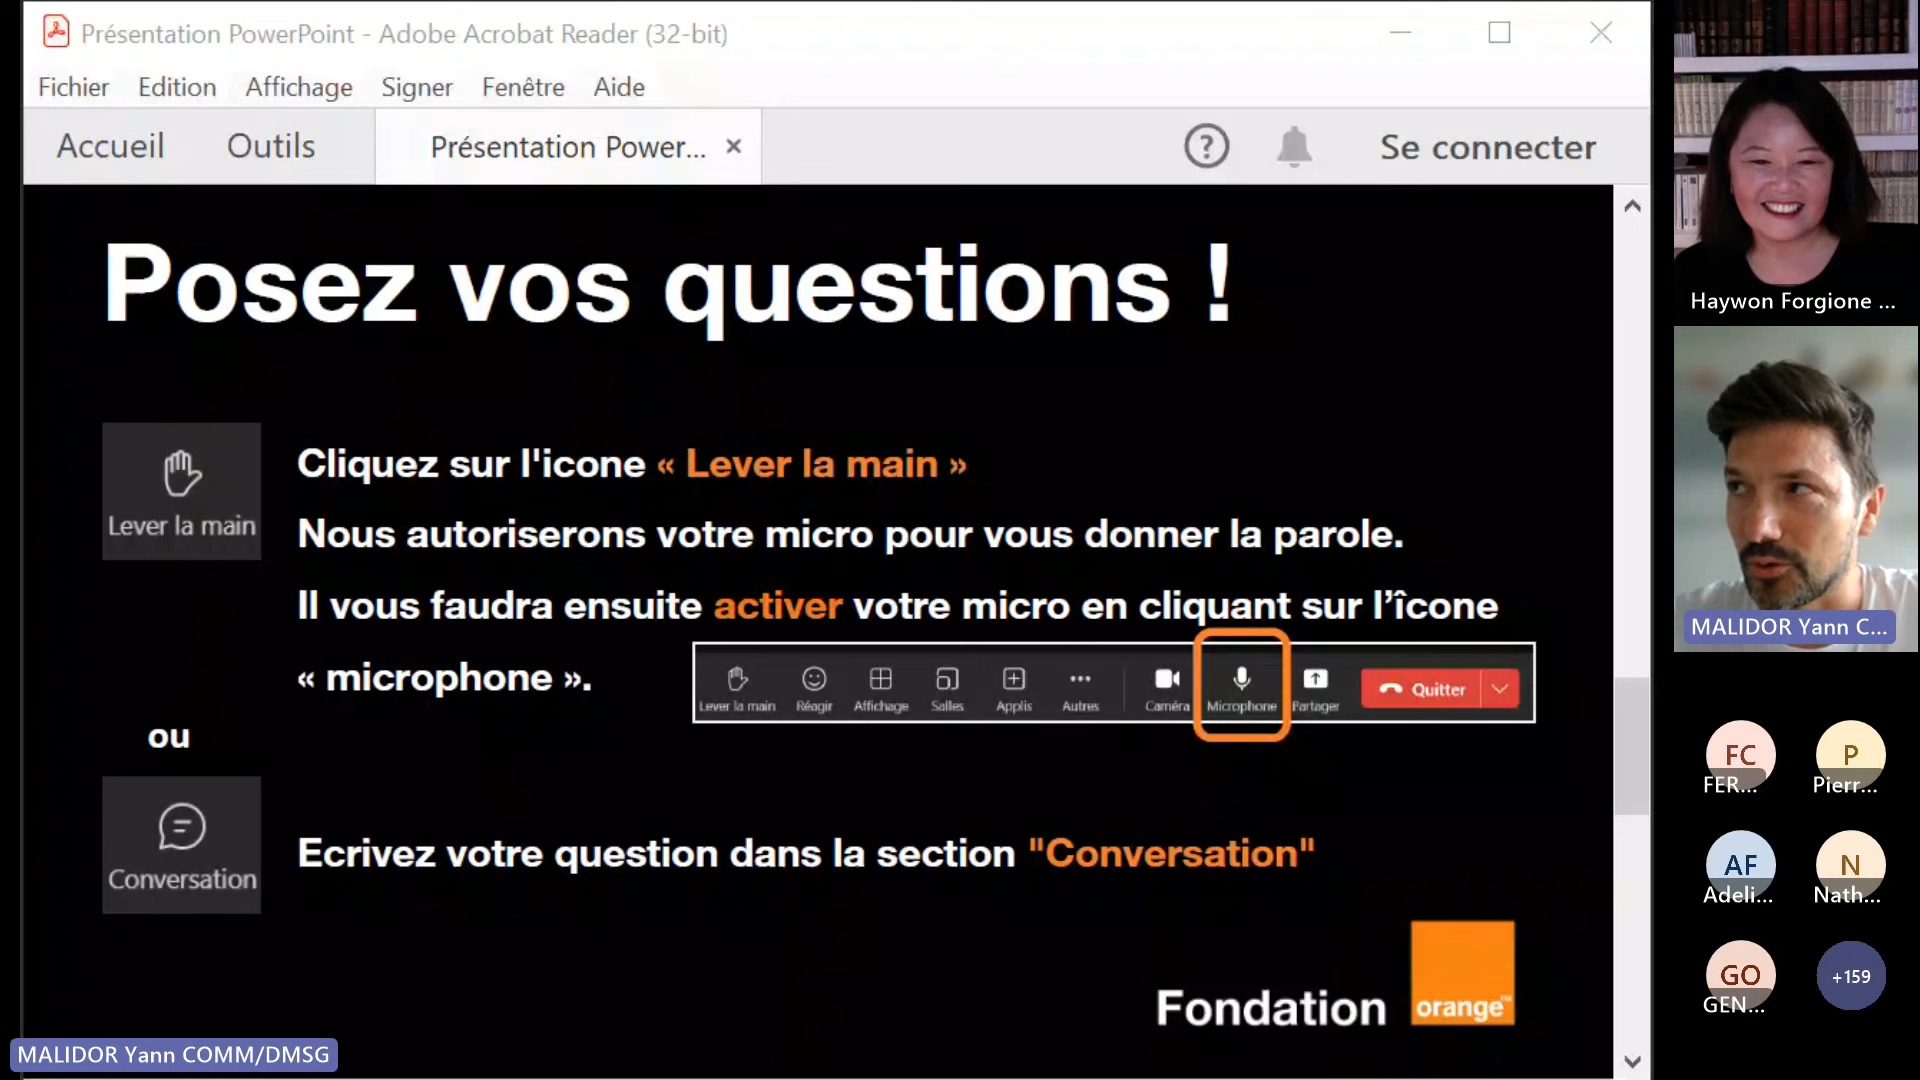 Présentation PowerPoint - Adobe Acrobat Reader (32-bit)
Fichier Edition Affichage Signer Fenêtre Aide
Accueil Outils Présentation Power... × ? Se connecter
Posez vos questions !
Lever la main
Cliquez sur l'icone « Lever la main »
Nous autoriserons votre micro pour vous donner la parole.
Il vous faudra ensuite activer votre micro en cliquant sur l'îcone
« microphone ».
Lever la main Réagir Affichage Salles Applis Autres Caméra Microphone Partager Quitter
ou
Conversation
Ecrivez votre question dans la section "Conversation"
Fondation
orange™
MALIDOR Yann COMM/DMSG
Haywon Forgione ...
MALIDOR Yann C...
FC P
FER... Pierr...
AF N
Adeli... Nath...
GO +159
GEN...